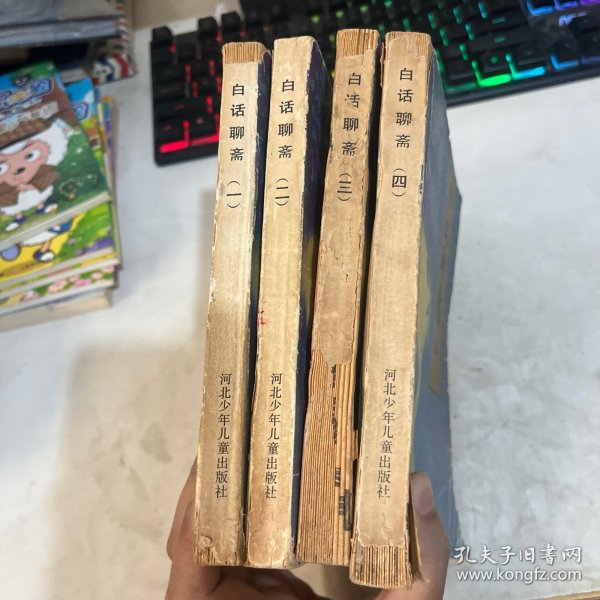 白话聊斋(一)
河北少年儿童出版社
白话聊斋(二)
河北少年儿童出版社
白话聊斋(三)
白话聊斋(四)
河北少年儿童出版社
孔夫子旧书网
www.kongfz.com